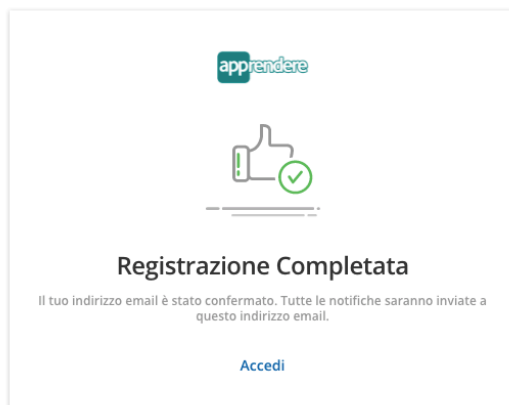 apprendere
Registrazione Completata
Il tuo indirizzo email è stato confermato. Tutte le notifiche saranno inviate a
questo indirizzo email.
Accedi